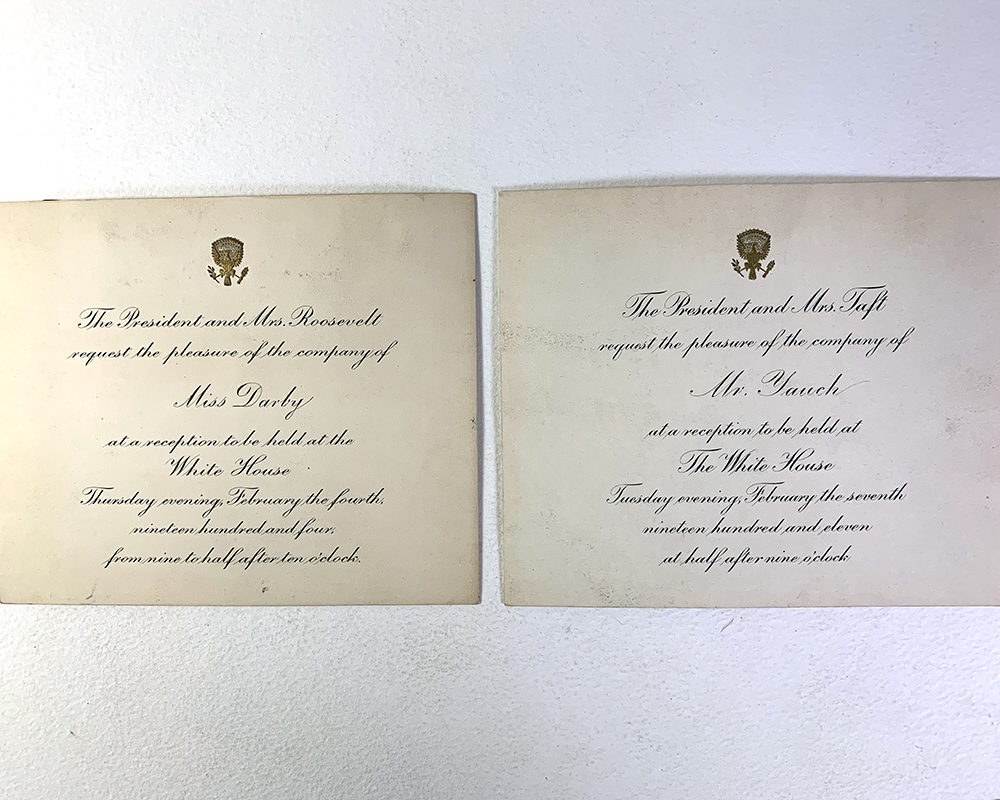 The President and Mrs. Roosevelt
request the pleasure of the company of
Miss Darby
at a reception to be held at the
White House
Thursday evening, February the fourth,
nineteen hundred and four,
from nine to half after ten o'clock.
The President and Mrs. Taft
request the pleasure of the company of
Mr. Yauch
at a reception to be held at
The White House
Tuesday evening, February the seventh
nineteen hundred and eleven
at half after nine o'clock